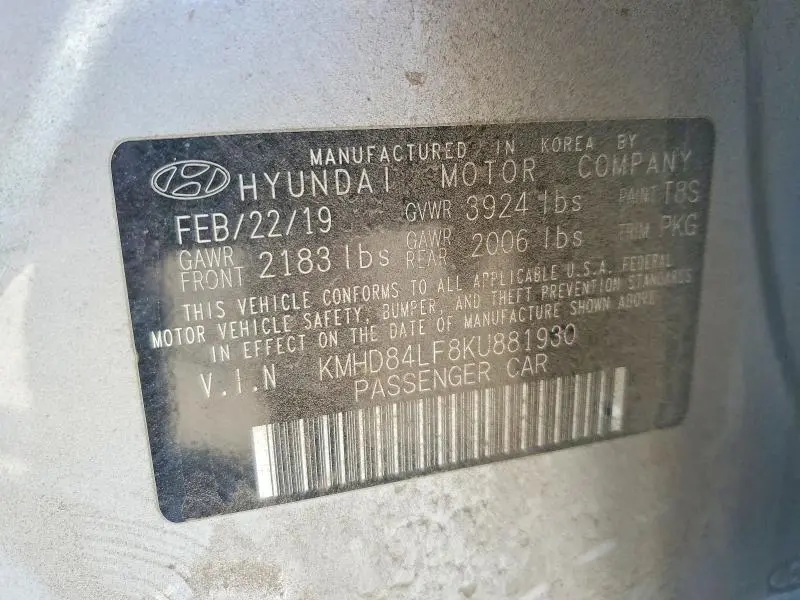 MANUFACTURED IN KOREA BY
HYUNDAI MOTOR COMPANY
FEB/22/19 GVWR 3924 lbs PAINT T8S
GAWR FRONT 2183 lbs GAWR REAR 2006 lbs TRIM PKG
THIS VEHICLE CONFORMS TO ALL APPLICABLE U.S.A. FEDERAL
MOTOR VEHICLE SAFETY, BUMPER, AND THEFT PREVENTION STANDARDS
IN EFFECT ON THE DATE OF MANUFACTURE SHOWN ABOVE
V.I.N KMHD84LF8KU881930
PASSENGER CAR